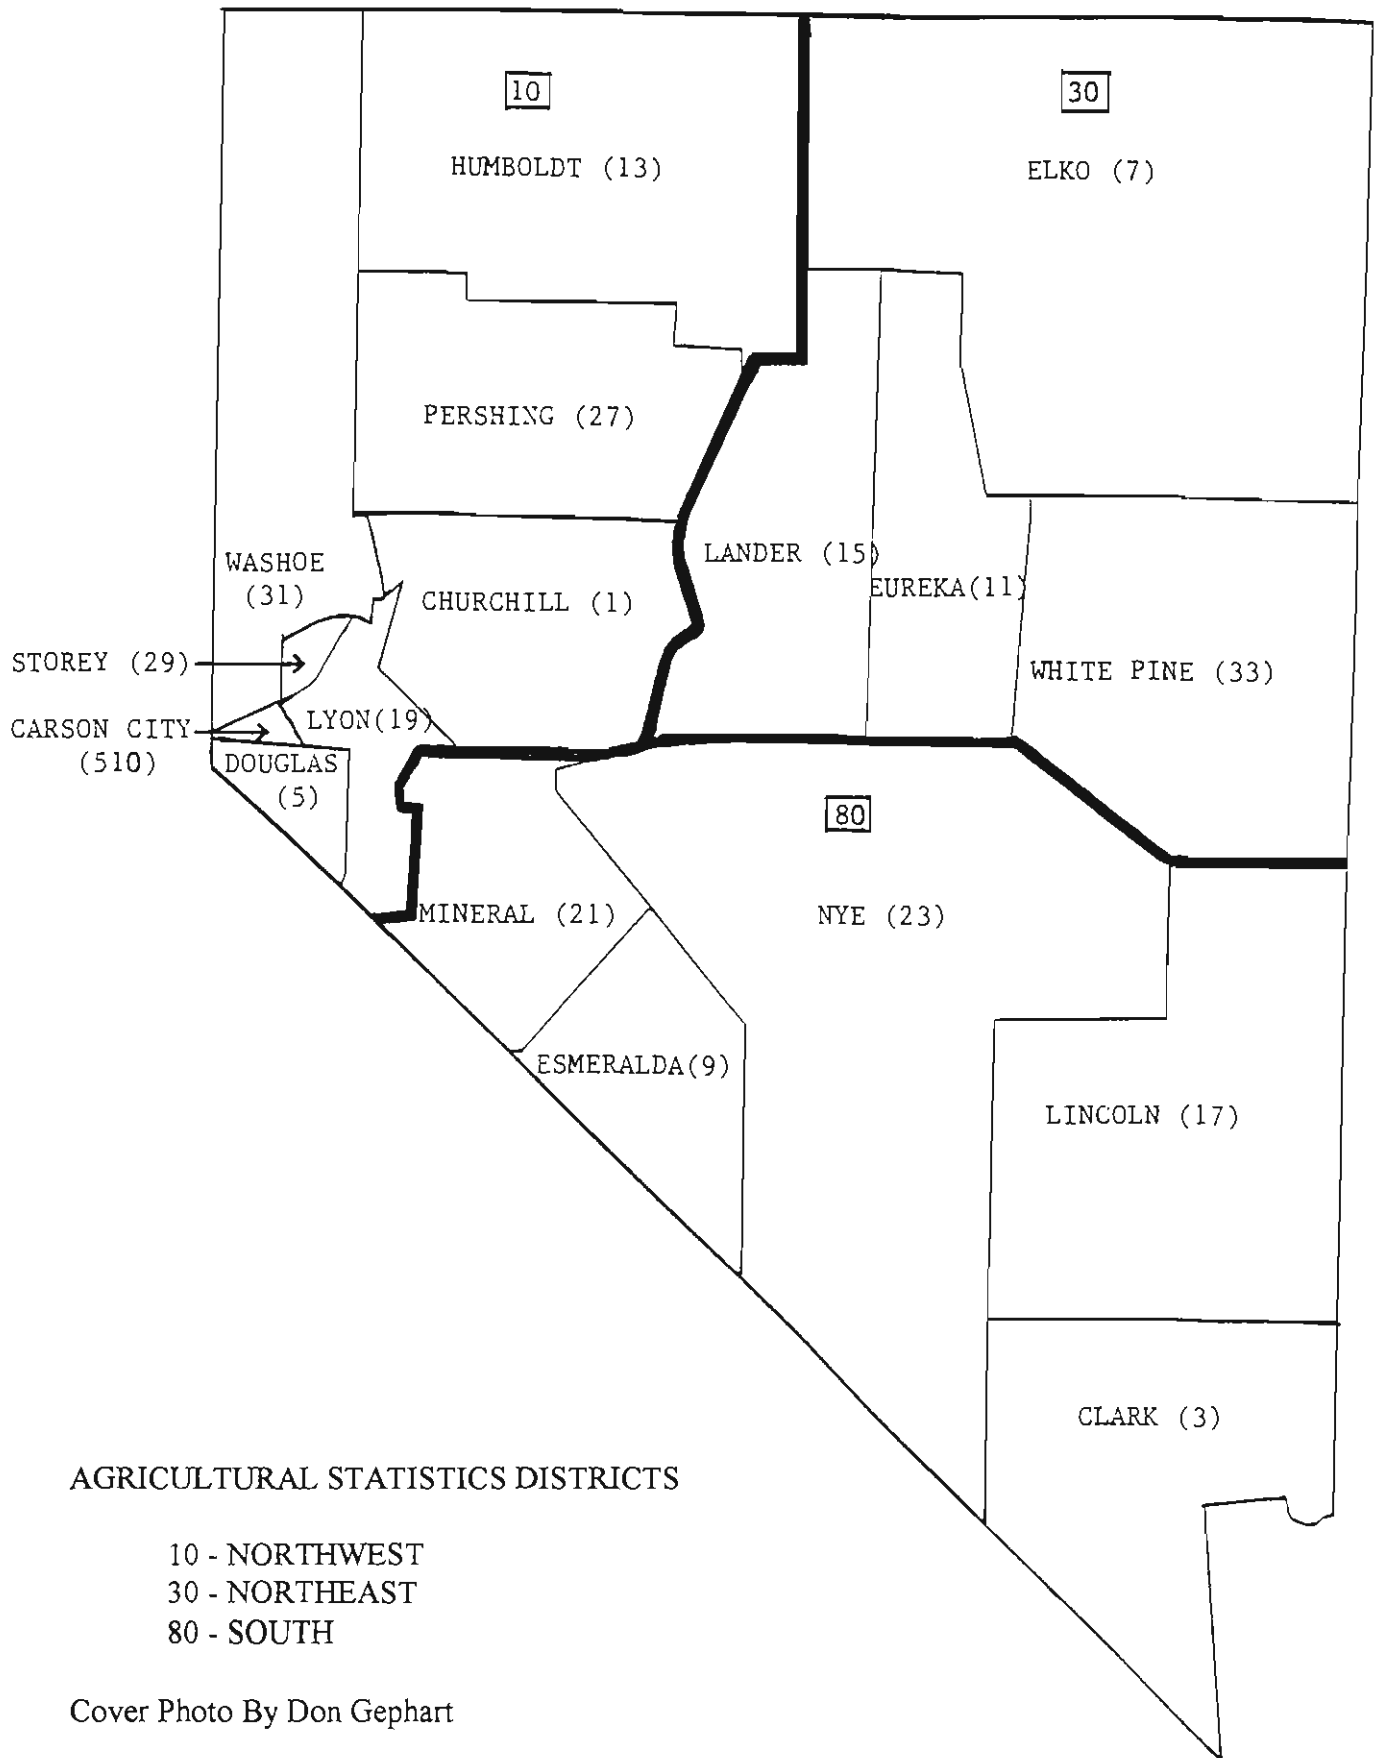 10
30
HUMBOLDT (13)
ELKO (7)
PERSHING (27)
LANDER (15)
WASHOE
(31)
EUREKA(11)
CHURCHILL (1)
STOREY (29)
WHITE PINE (33)
LYON(19)
CARSON CITY
(510)
DOUGLAS
(5)
80
MINERAL (21)
NYE (23)
ESMERALDA(9)
LINCOLN (17)
CLARK (3)
AGRICULTURAL STATISTICS DISTRICTS
10 - NORTHWEST
30 - NORTHEAST
80 - SOUTH
Cover Photo By Don Gephart